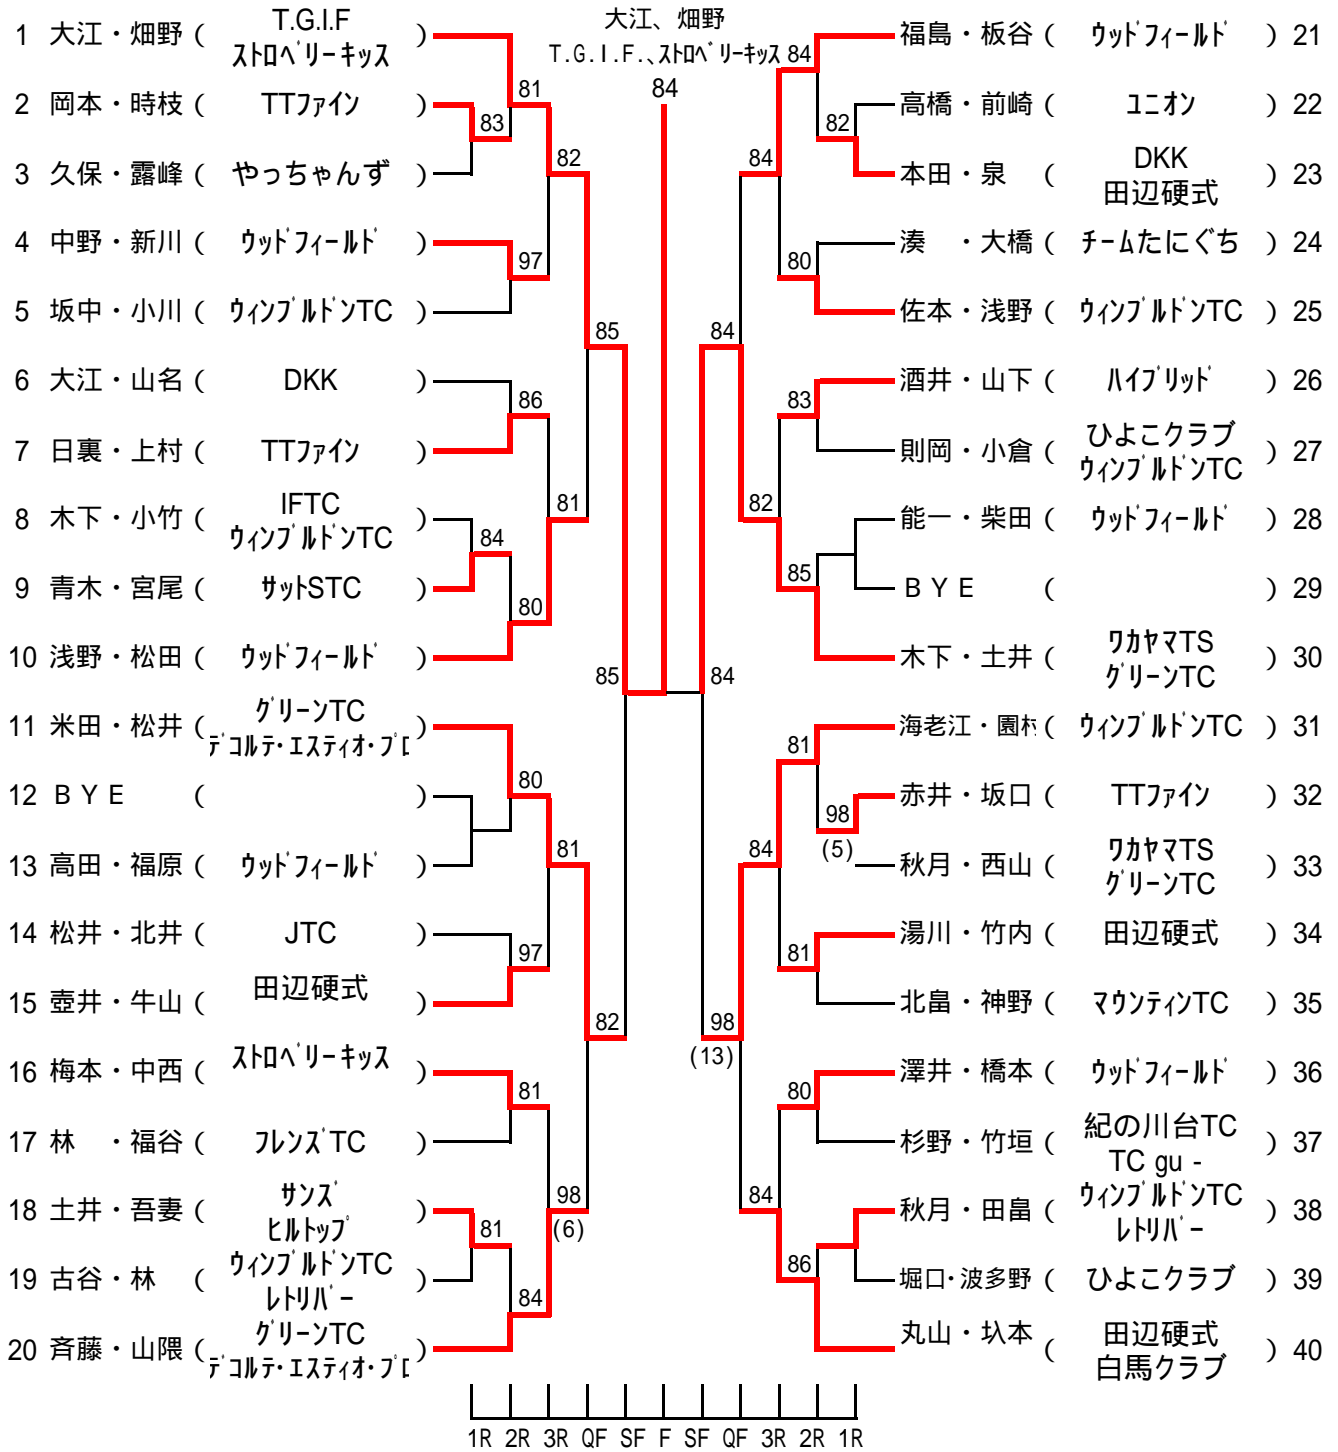 大江、畑野
T.G.I.F.、ｽﾄﾛﾍﾞﾘｰｷｯｽ
84
1 大江・畑野 ( T.G.I.F ｽﾄﾛﾍﾞﾘｰｷｯｽ )
2 岡本・時枝 ( TTﾌｧｲﾝ )
3 久保・露峰 ( やっちゃんず )
4 中野・新川 ( ｳｯﾄﾞﾌｨｰﾙﾄﾞ )
5 坂中・小川 ( ｳｨﾝﾌﾞﾙﾄﾞﾝTC )
6 大江・山名 ( DKK )
7 日裏・上村 ( TTﾌｧｲﾝ )
8 木下・小竹 ( IFTC ｳｨﾝﾌﾞﾙﾄﾞﾝTC )
9 青木・宮尾 ( ｻｯﾄSTC )
10 浅野・松田 ( ｳｯﾄﾞﾌｨｰﾙﾄﾞ )
11 米田・松井 ( ｸﾞﾘｰﾝTC ﾃﾞｺﾙﾃ･ｴｽﾃｨｵ･ﾌﾟﾛ )
12 ＢＹＥ ( )
13 高田・福原 ( ｳｯﾄﾞﾌｨｰﾙﾄﾞ )
14 松井・北井 ( JTC )
15 壺井・牛山 ( 田辺硬式 )
16 梅本・中西 ( ｽﾄﾛﾍﾞﾘｰｷｯｽ )
17 林　・福谷 ( ﾌﾚﾝｽﾞTC )
18 土井・吾妻 ( ｻﾝｽﾞ ﾋﾙﾄｯﾌﾟ )
19 古谷・林 ( ｳｨﾝﾌﾞﾙﾄﾞﾝTC ﾚﾄﾘﾊﾞｰ )
20 斉藤・山隈 ( ｸﾞﾘｰﾝTC ﾃﾞｺﾙﾃ･ｴｽﾃｨｵ･ﾌﾟﾛ )
83
84
81
81
97
86
80
80
97
81
84
82
81
81
98
(6)
85
82
85
84
98
(13)
84
84
82
84
84
84
80
83
85
81
81
80
86
82
98
(5)
福島・板谷 ( ｳｯﾄﾞﾌｨｰﾙﾄﾞ ) 21
高橋・前崎 ( ﾕﾆｵﾝ ) 22
本田・泉 ( DKK 田辺硬式 ) 23
湊　・大橋 ( ﾁｰﾑたにぐち ) 24
佐本・浅野 ( ｳｨﾝﾌﾞﾙﾄﾞﾝTC ) 25
酒井・山下 ( ﾊｲﾌﾞﾘｯﾄﾞ ) 26
則岡・小倉 ( ひよこクラブ ｳｨﾝﾌﾞﾙﾄﾞﾝTC ) 27
能一・柴田 ( ｳｯﾄﾞﾌｨｰﾙﾄﾞ ) 28
ＢＹＥ ( ) 29
木下・土井 ( ﾜｶﾔﾏTS ｸﾞﾘｰﾝTC ) 30
海老江・園村 ( ｳｨﾝﾌﾞﾙﾄﾞﾝTC ) 31
赤井・坂口 ( TTﾌｧｲﾝ ) 32
秋月・西山 ( ﾜｶﾔﾏTS ｸﾞﾘｰﾝTC ) 33
湯川・竹内 ( 田辺硬式 ) 34
北畠・神野 ( ﾏｳﾝﾃｨﾝTC ) 35
澤井・橋本 ( ｳｯﾄﾞﾌｨｰﾙﾄﾞ ) 36
杉野・竹垣 ( 紀の川台TC TC gu - ) 37
秋月・田畠 ( ｳｨﾝﾌﾞﾙﾄﾞﾝTC ﾚﾄﾘﾊﾞｰ ) 38
堀口・波多野 ( ひよこクラブ ) 39
丸山・圦本 ( 田辺硬式 白馬クラブ ) 40
1R 2R 3R QF SF F SF QF 3R 2R 1R